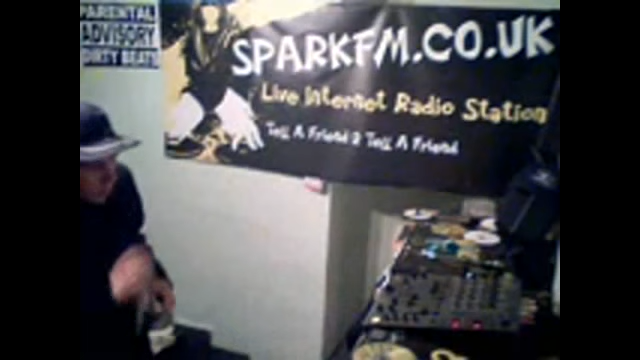 PARENTAL
ADVISORY
DIRTY BEATS
SPARKFM.CO.UK
Live Internet Radio Station
Tell A Friend 2 Tell A Friend